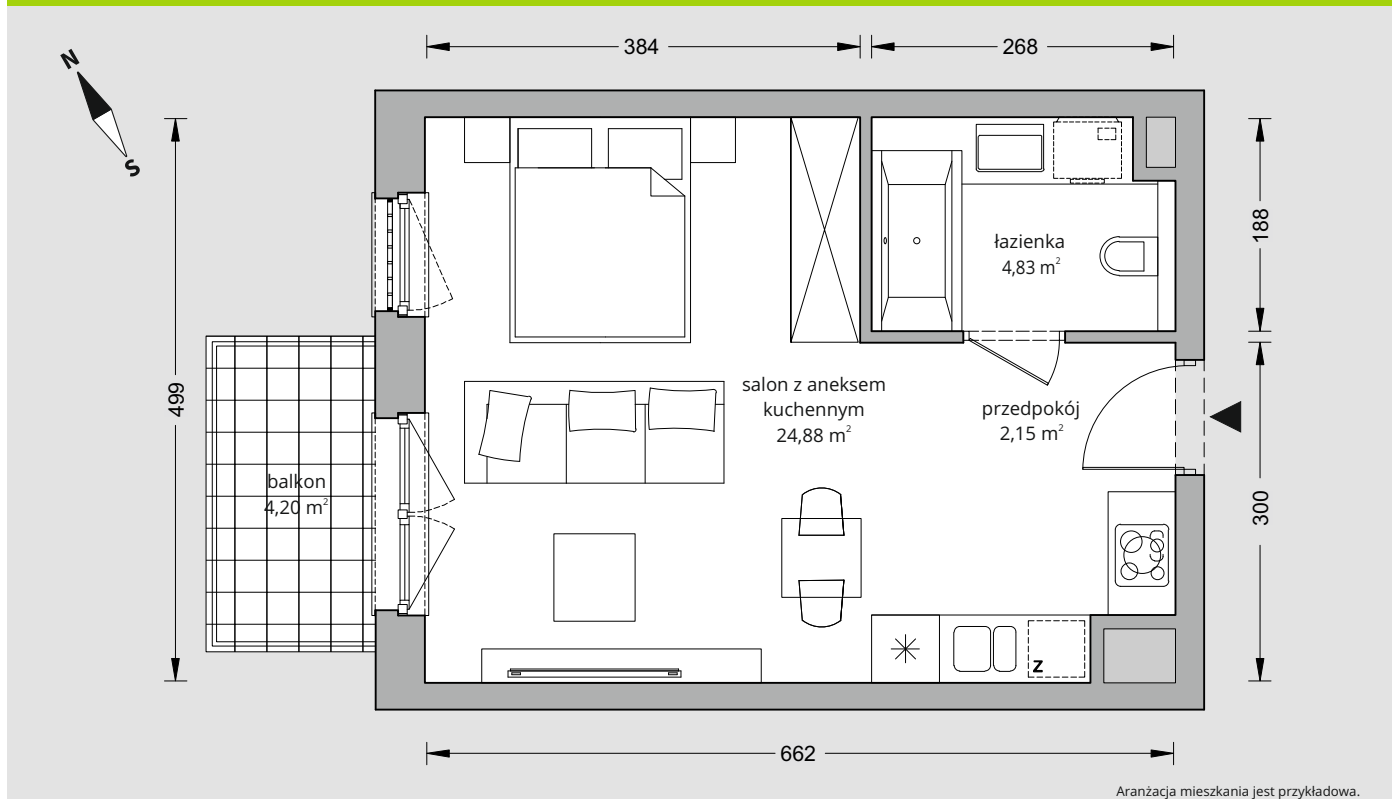 384
268
N
S
499
188
300
łazienka
4,83 m²
salon z aneksem
kuchennym
24,88 m²
przedpokój
2,15 m²
balkon
4,20 m²
z
662
Aranżacja mieszkania jest przykładowa.